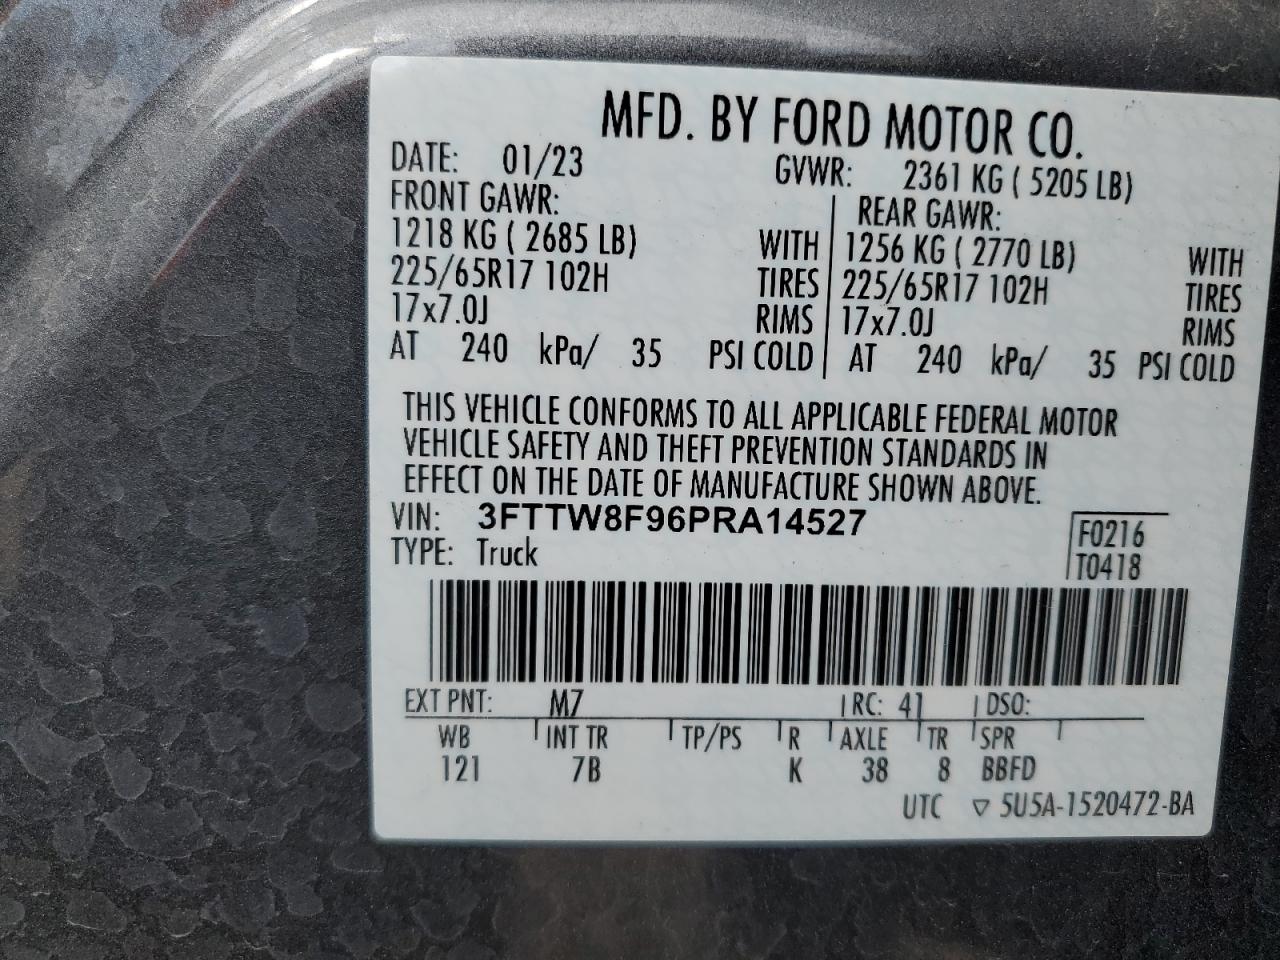 MFD. BY FORD MOTOR CO.
DATE: 01/23 GVWR: 2361 KG ( 5205 LB)
FRONT GAWR: REAR GAWR:
1218 KG ( 2685 LB) WITH 1256 KG ( 2770 LB) WITH
225/65R17 102H TIRES 225/65R17 102H TIRES
17x7.0J RIMS 17x7.0J RIMS
AT 240 kPa/ 35 PSI COLD AT 240 kPa/ 35 PSI COLD
THIS VEHICLE CONFORMS TO ALL APPLICABLE FEDERAL MOTOR
VEHICLE SAFETY AND THEFT PREVENTION STANDARDS IN
EFFECT ON THE DATE OF MANUFACTURE SHOWN ABOVE.
VIN: 3FTTW8F96PRA14527 F0216
TYPE: Truck T0418
EXT PNT: M7 RC: 41 DSO:
WB INT TR TP/PS R AXLE TR SPR
121 7B K 38 8 BBFD
UTC ▽ 5U5A-1520472-BA